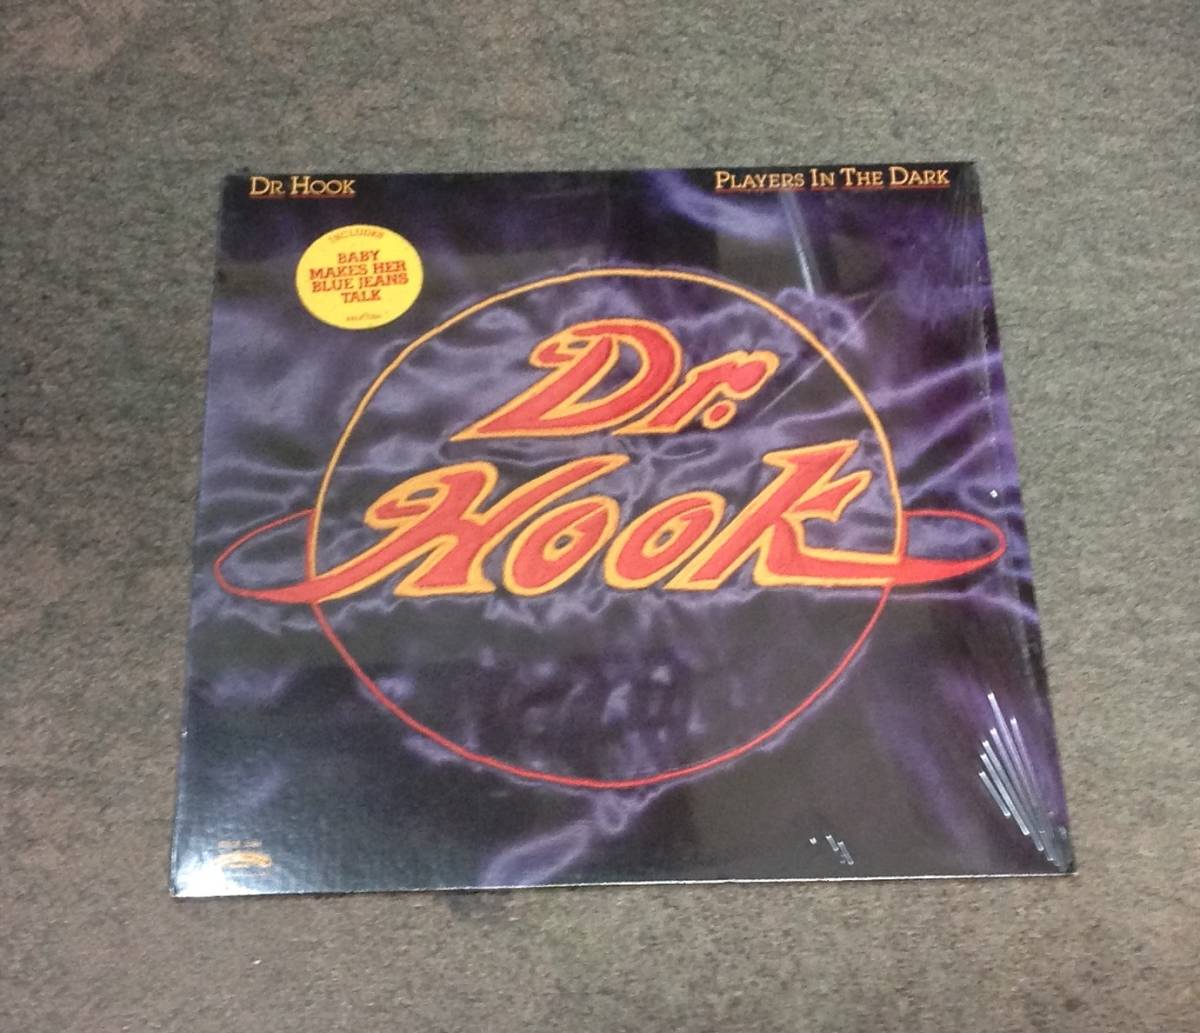 DR. HOOK
PLAYERS IN THE DARK
INCLUDES
BABY
MAKES HER
BLUE JEANS
TALK
Dr.
Hook